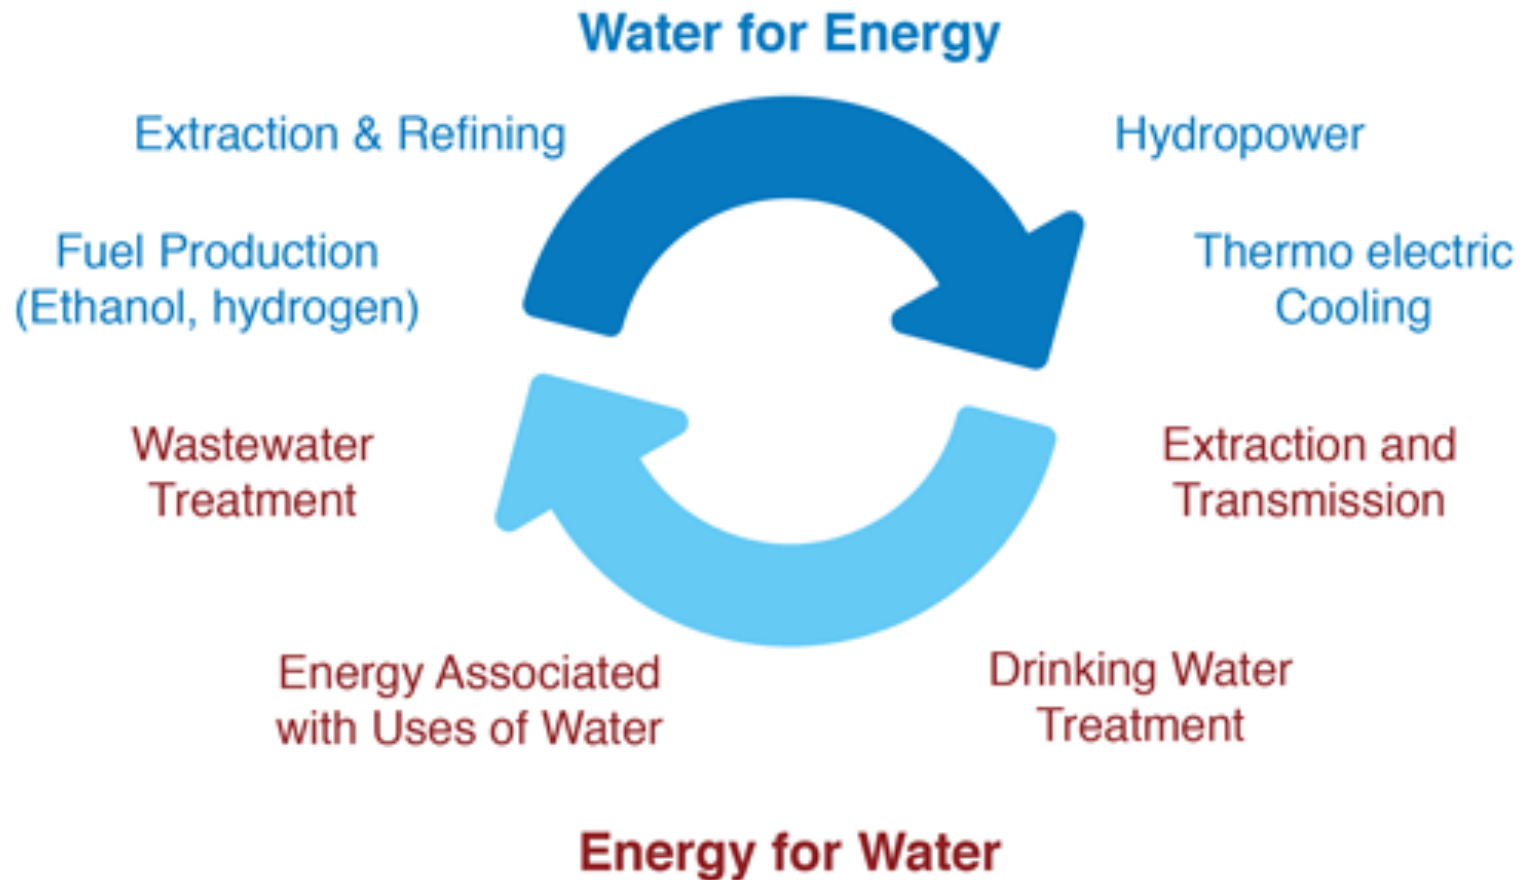 Water for Energy
Extraction & Refining
Hydropower
Fuel Production
(Ethanol, hydrogen)
Thermo electric
Cooling
Wastewater
Treatment
Extraction and
Transmission
Energy Associated
with Uses of Water
Drinking Water
Treatment
Energy for Water